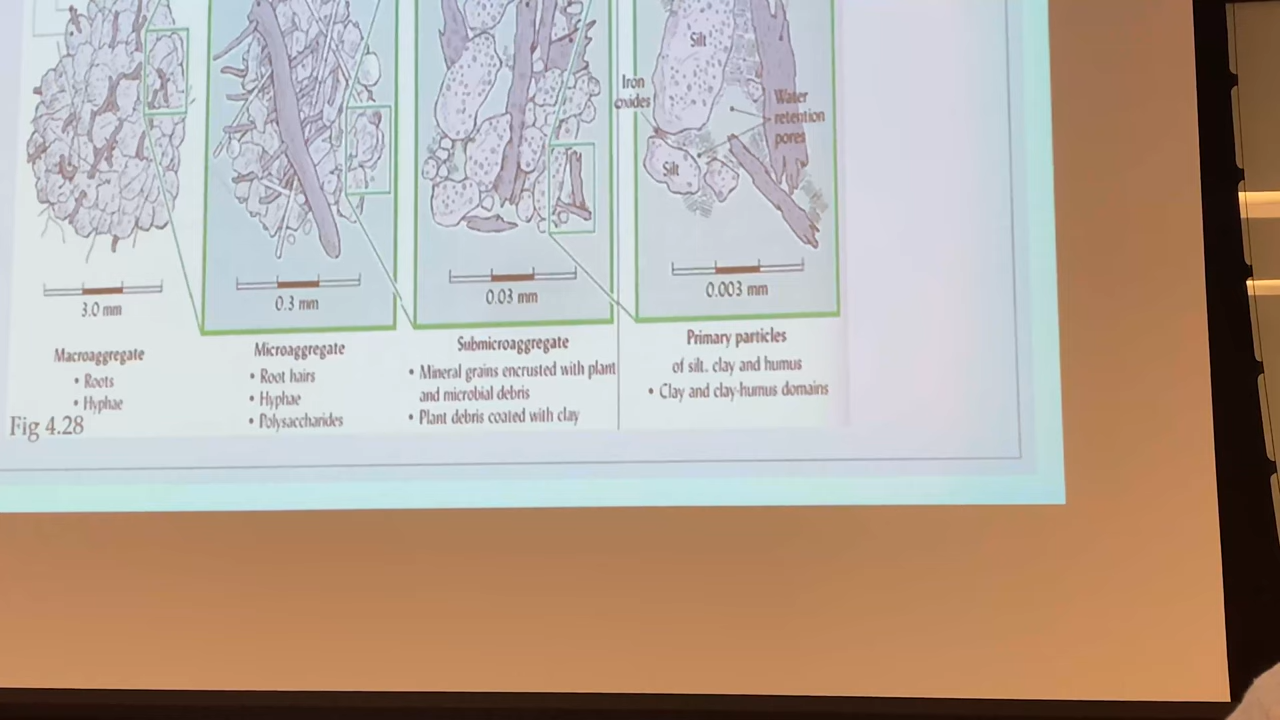 Silt
Iron
oxides
Water
retention
pores
Silt
3.0 mm
0.3 mm
0.03 mm
0.003 mm
Macroaggregate
• Roots
• Hyphae
Microaggregate
• Root hairs
• Hyphae
• Polysaccharides
Submicroaggregate
• Mineral grains encrusted with plant
and microbial debris
• Plant debris coated with clay
Primary particles
of silt, clay and humus
• Clay and clay-humus domains
Fig 4.28